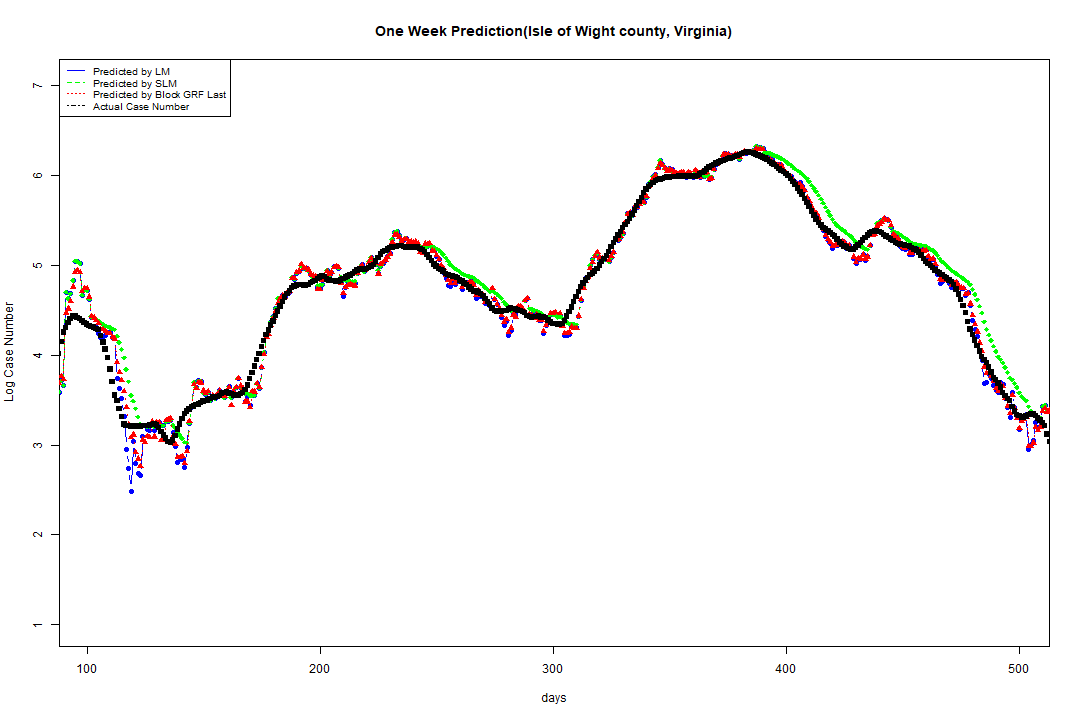 One Week Prediction(Isle of Wight county, Virginia)
Predicted by LM
Predicted by SLM
Predicted by Block GRF Last
Actual Case Number
7
6
5
4
3
2
1
Log Case Number
100 200 300 400 500
days